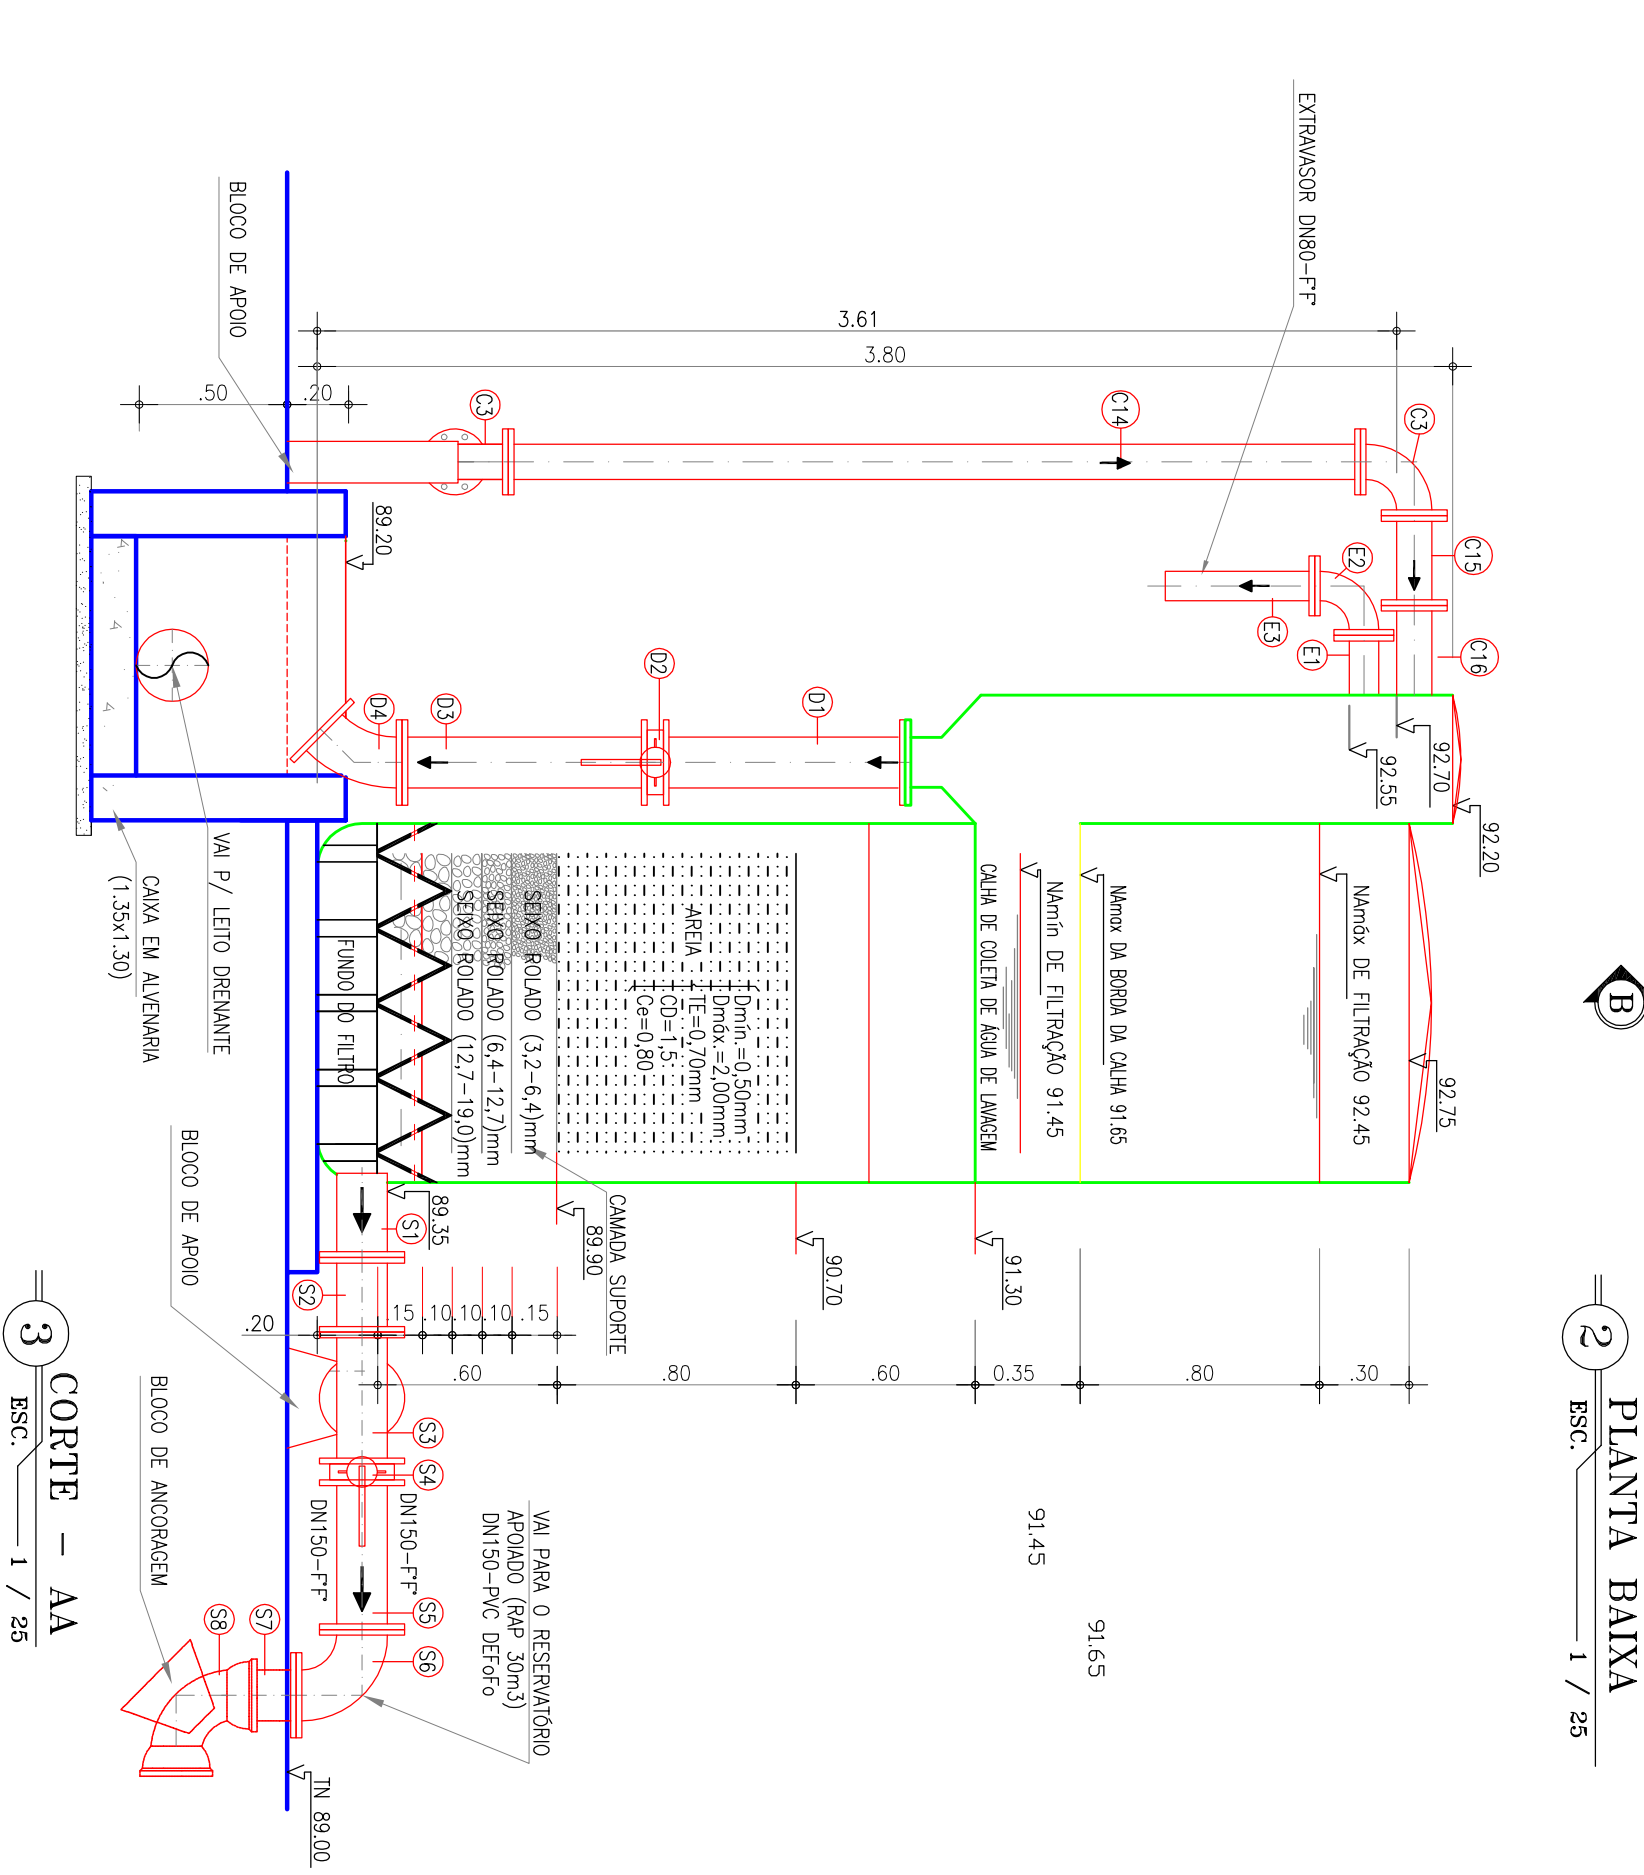 B
2
PLANTA BAIXA
ESC. 1 / 25
EXTRAVASOR DN80-FºFº
3.61
3.80
.50
.20
BLOCO DE APOIO
C3
C14
C3
C15
C16
E2
E3
E1
89.20
D2
D1
D3
D4
92.70
92.55
92.20
92.75
NAmáx DE FILTRAÇÃO 92.45
NAmax DA BORDA DA CALHA 91.65
NAmín DE FILTRAÇÃO 91.45
CALHA DE COLETA DE ÁGUA DE LAVAGEM
AREIA
Dmín.=0,50mm
Dmáx.=2,00mm
TE=0,70mm
CD=1,5
Ce=0,80
SEIXO ROLADO (3,2-6,4)mm
SEIXO ROLADO (6,4-12,7)mm
SEIXO ROLADO (12,7-19,0)mm
FUNDO DO FILTRO
VAI P/ LEITO DRENANTE
CAIXA EM ALVENARIA
(1.35x1.30)
91.30
90.70
89.90
CAMADA SUPORTE
89.35
S1
S2
BLOCO DE APOIO
.20
.15
.10
.10
.10
.15
.60
.80
.60
0.35
.80
.30
S3
S4
S5
S6
DN150-FºFº
DN150-FºFº
VAI PARA O RESERVATÓRIO
APOIADO (RAP 30m3)
DN150-PVC DEFoFo
91.45
91.65
BLOCO DE ANCORAGEM
S8
S7
TN 89.00
3
CORTE - AA
ESC. 1 / 25